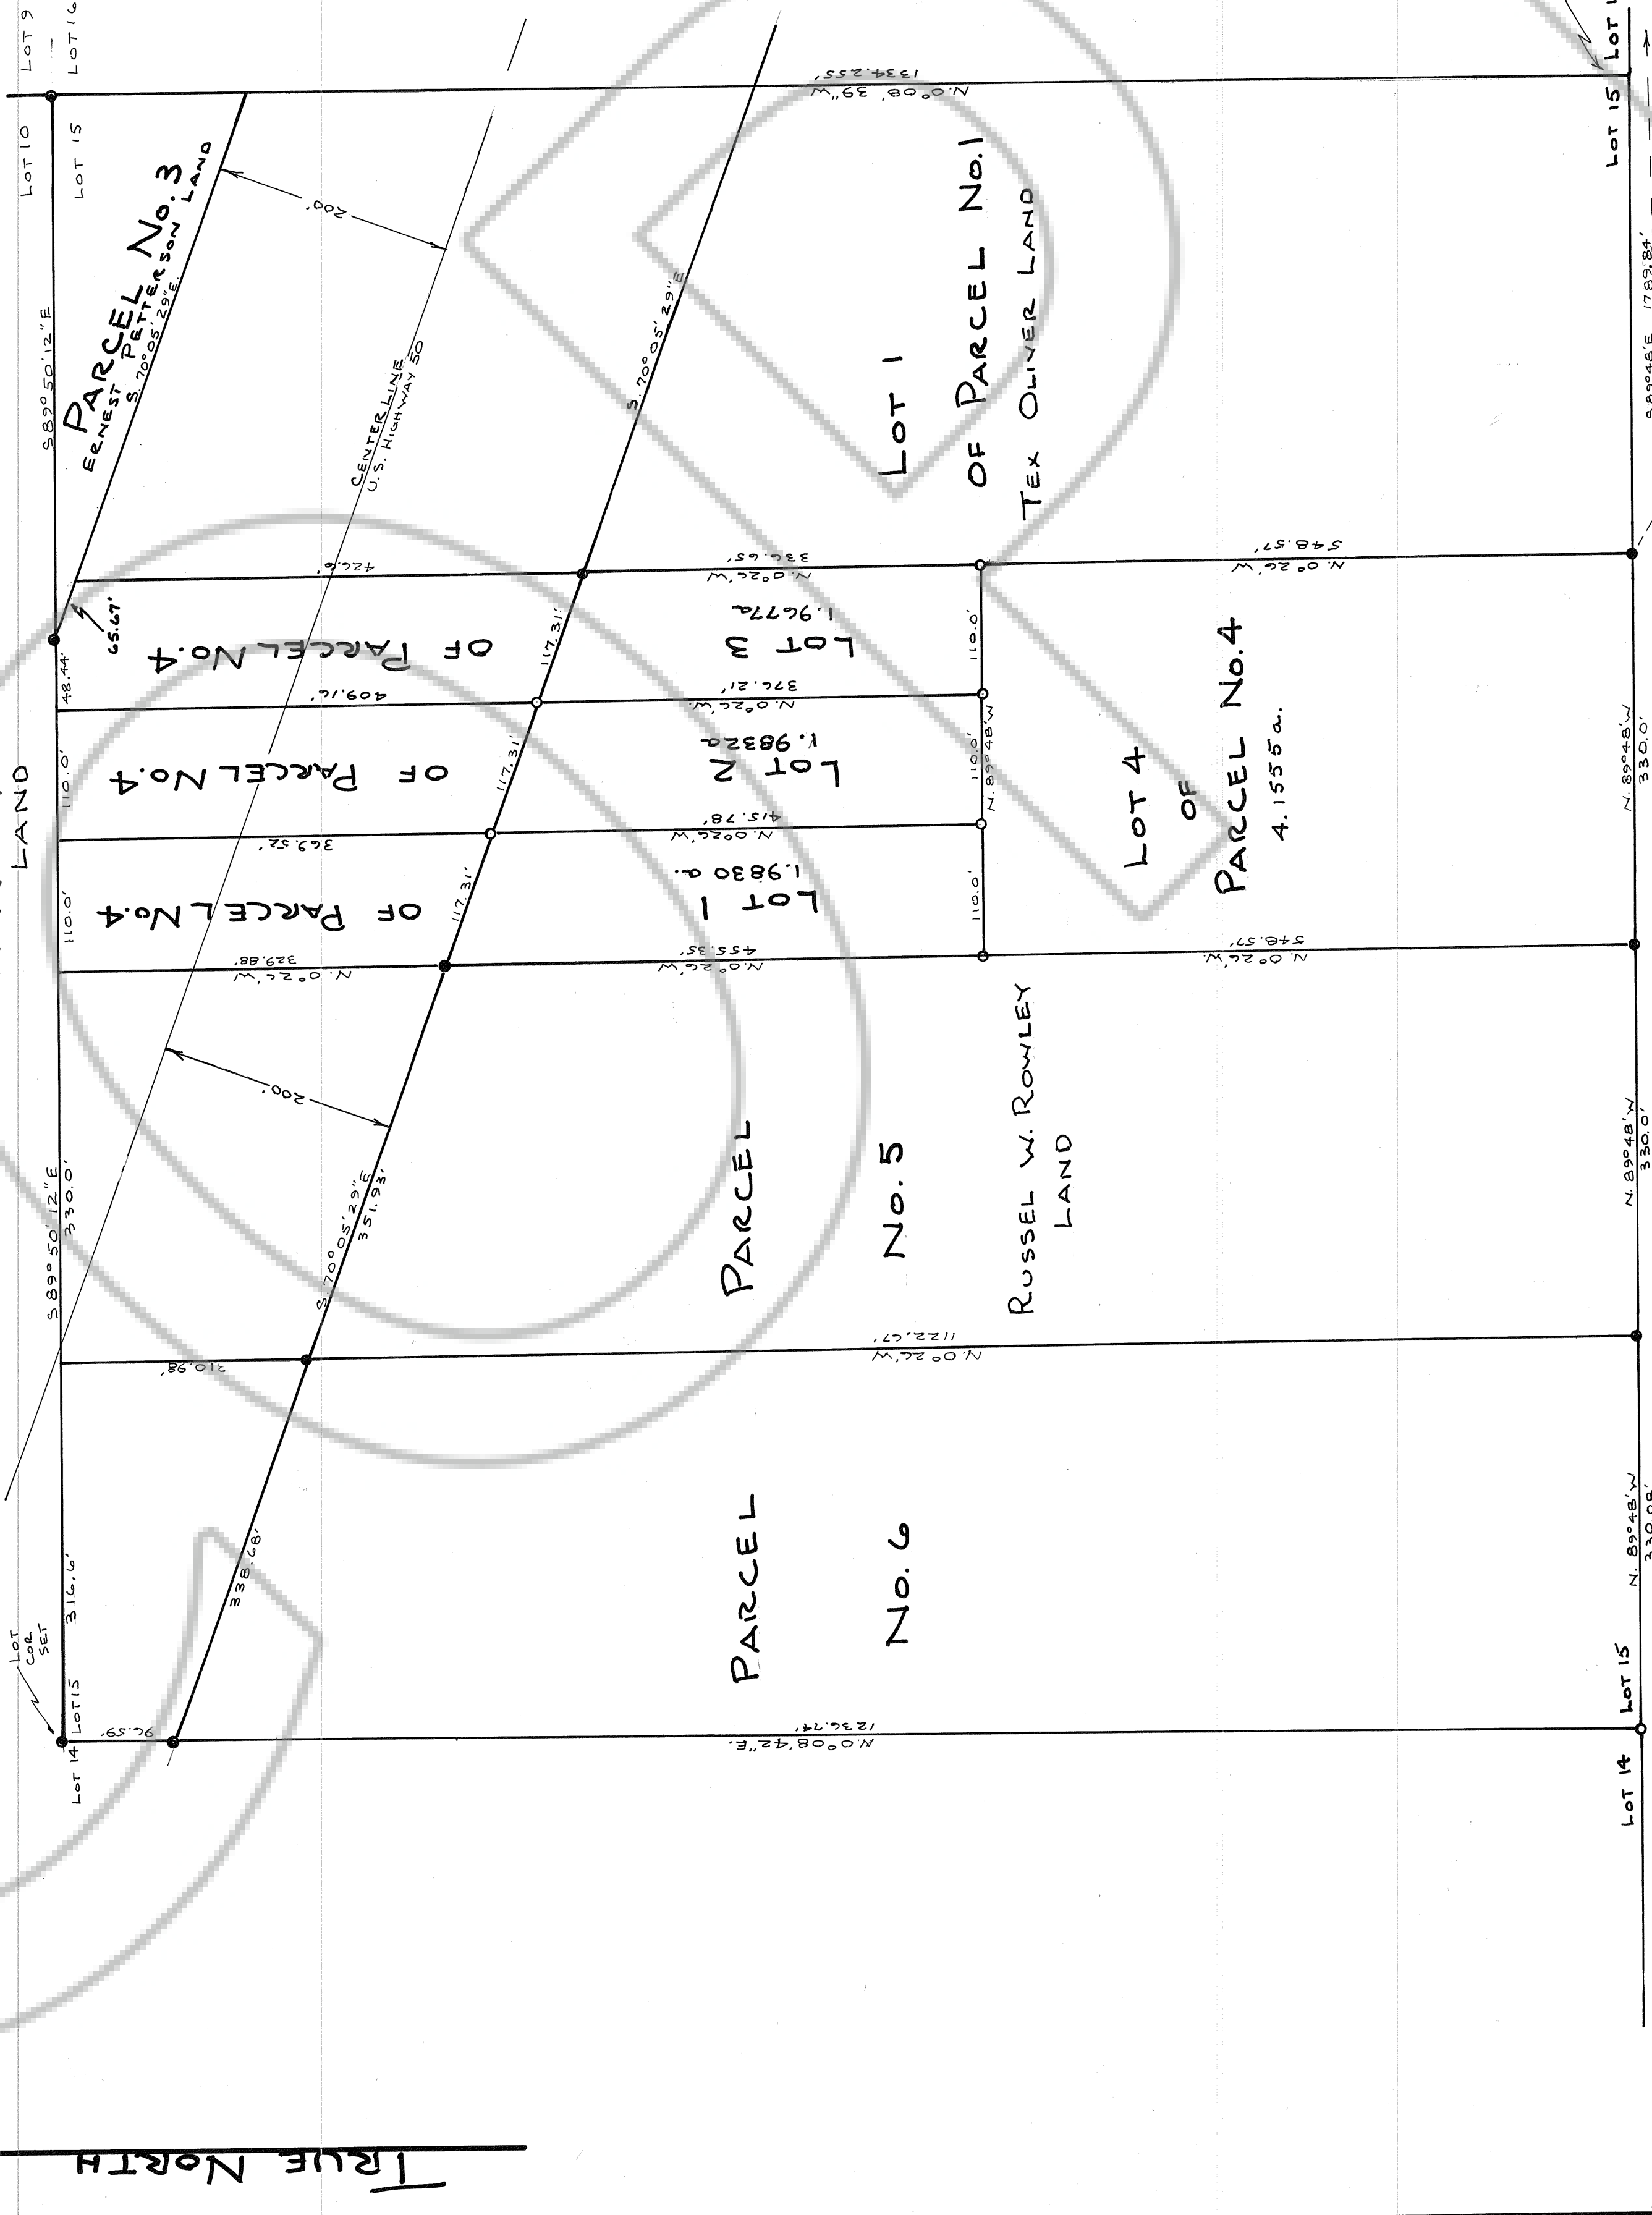 LOT 9
LOT 16
LOT 10
LOT 15
S 89° 50' 12" E
PARCEL No. 3
ERNEST PETTERSON LAND
S. 70° 05' 29" E.
200'
CENTER LINE
U. S. HIGHWAY 50
S. 70° 05' 29" E
1334.255'
N. 0° 08' 39" W
LOT 1
OF PARCEL No. 1
TEX OLIVER LAND
LOT 15
LOT 1
S 89°48'E 1789.84'
65.67'
48.44'
426.6'
336.65'
N. 0°26'W
548.57'
N. 0°26'W
OF PARCEL No. 4
LOT 3
1.9677a
117.31'
110.0'
409.16'
376.21'
N. 0°26'W.
LAND
110.0'
OF PARCEL No. 4
LOT 2
1.9832a
117.31'
110.0'
N. 89°48'W
369.52'
415.78'
N. 0°26'W
110.0'
OF PARCEL No. 4
LOT 1
1.9830 a.
117.31'
110.0'
329.88'
N. 0°26'W
455.35'
N. 0°26'W
548.57'
N. 0°26'W.
LOT 4
OF
PARCEL No. 4
4.1555a.
N. 89°48'W
330.0'
S 89° 50' 12" E
330.0'
200'
S. 70° 05' 29" E
351.93'
PARCEL
No. 5
RUSSEL W. ROWLEY
LAND
N. 89°48'W
330.0'
210.98'
1122.67'
N. 0°26'W
LOT
COR
SET
316.6'
338.68'
PARCEL
No. 6
N. 89°48'W
330.08'
LOT 14
LOT 15
96.59'
1236.74'
N. 0° 08' 42" E.
LOT 14
LOT 15
TRUE NORTH